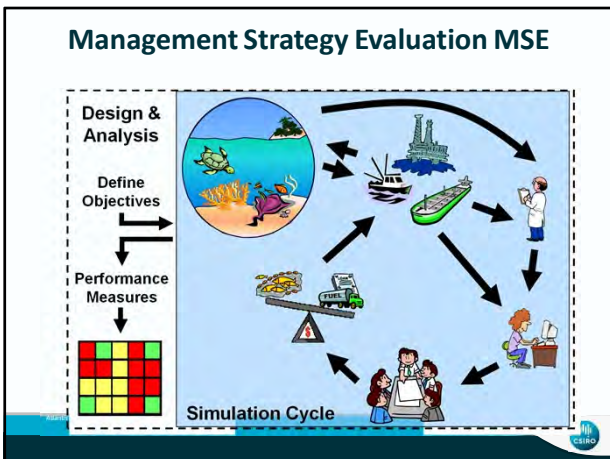 Management Strategy Evaluation MSE
Design &
Analysis
Define
Objectives
Performance
Measures
FUEL
$
Simulation Cycle
CSIRO